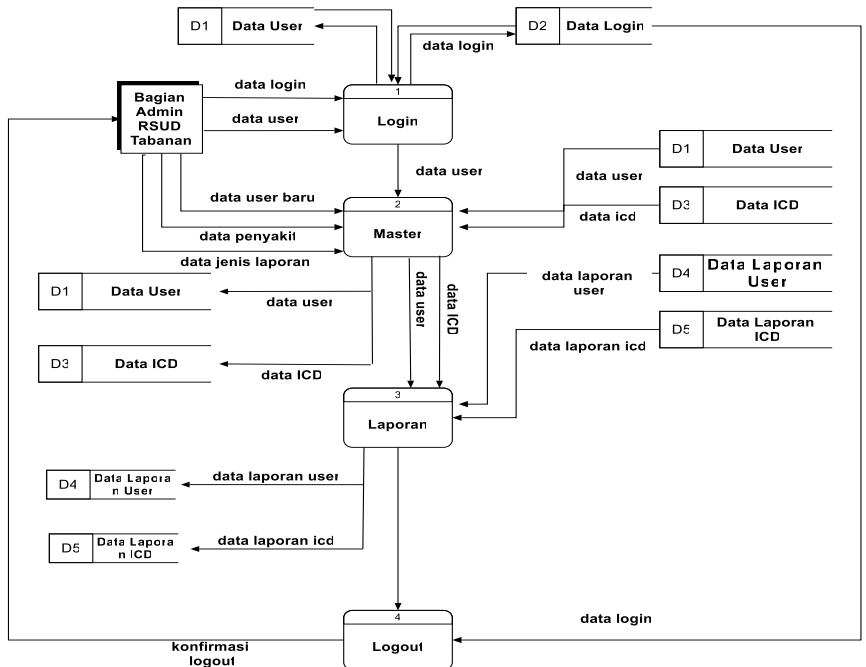 D1 Data User
D2 Data Login
data login
data login
data user
Bagian
Admin
RSUD
Tabanan
1
Login
data user
D1 Data User
data user
D3 Data ICD
data icd
data user baru
data penyakit
data jenis laporan
2
Master
D1 Data User
data user
D3 Data ICD
data ICD
data user
data ICD
data laporan
user
D4 Data Laporan
User
D5 Data Laporan
ICD
data laporan icd
3
Laporan
D4 Data Lapora
n User
data laporan user
D5 Data Lapora
n ICD
data laporan icd
4
Logout
data login
konfirmasi
logout